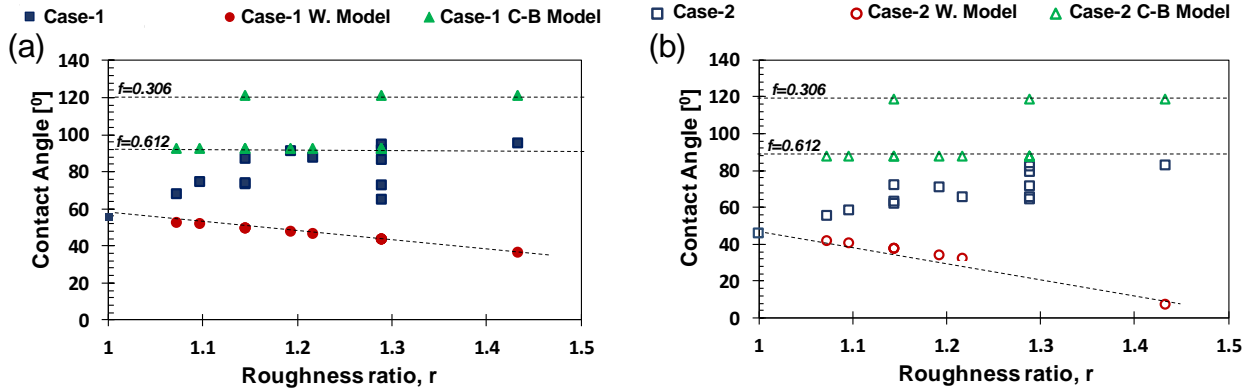 Case-1 Case-1 W. Model Case-1 C-B Model
(a)
140
120
100
80
60
40
20
0
f=0.306
f=0.612
Contact Angle [⁰]
1 1.1 1.2 1.3 1.4 1.5
Roughness ratio, r
Case-2 Case-2 W. Model Case-2 C-B Model
(b)
140
120
100
80
60
40
20
0
f=0.306
f=0.612
Contact Angle [⁰]
1 1.1 1.2 1.3 1.4 1.5
Roughness ratio, r